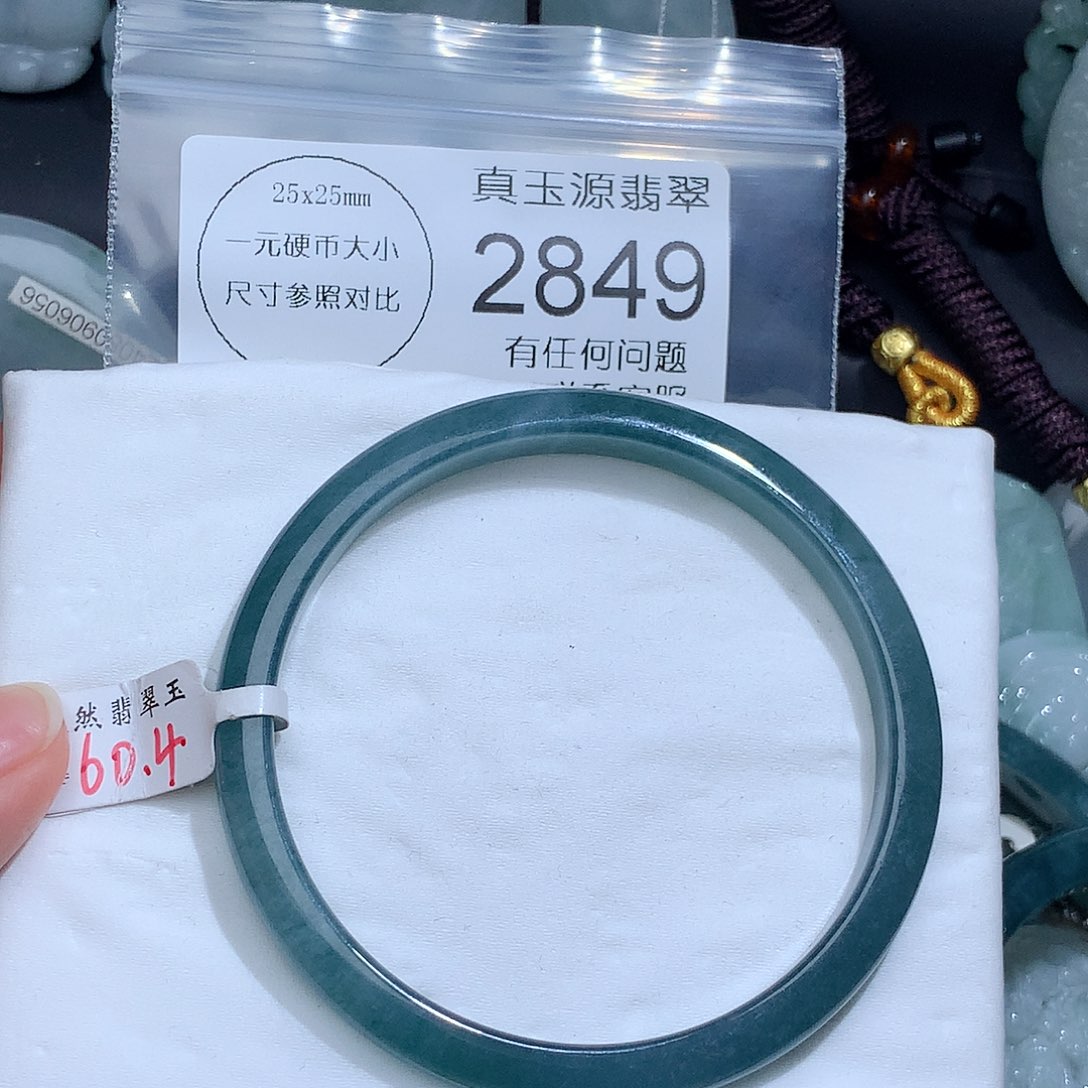 25x25mm
一元硬币大小
尺寸参照对比
真玉源翡翠
2849
有任何问题
9509060
然翡翠玉
60.4